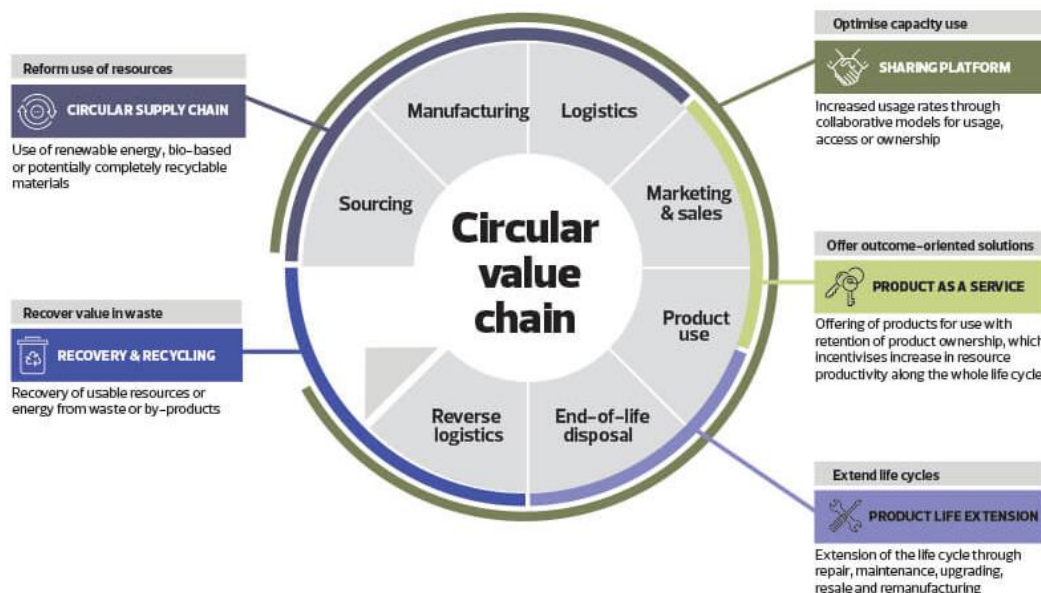 Reform use of resources
CIRCULAR SUPPLY CHAIN
Use of renewable energy, bio-based
or potentially completely recyclable
materials
Recover value in waste
RECOVERY & RECYCLING
Recovery of usable resources or
energy from waste or by-products
Circular
value
chain
Sourcing
Manufacturing
Logistics
Marketing
& sales
Product
use
End-of-life
disposal
Reverse
logistics
Optimise capacity use
SHARING PLATFORM
Increased usage rates through
collaborative models for usage,
access or ownership
Offer outcome-oriented solutions
PRODUCT AS A SERVICE
Offering of products for use with
retention of product ownership, which
incentivises increase in resource
productivity along the whole life cycle
Extend life cycles
PRODUCT LIFE EXTENSION
Extension of the life cycle through
repair, maintenance, upgrading,
resale and remanufacturing